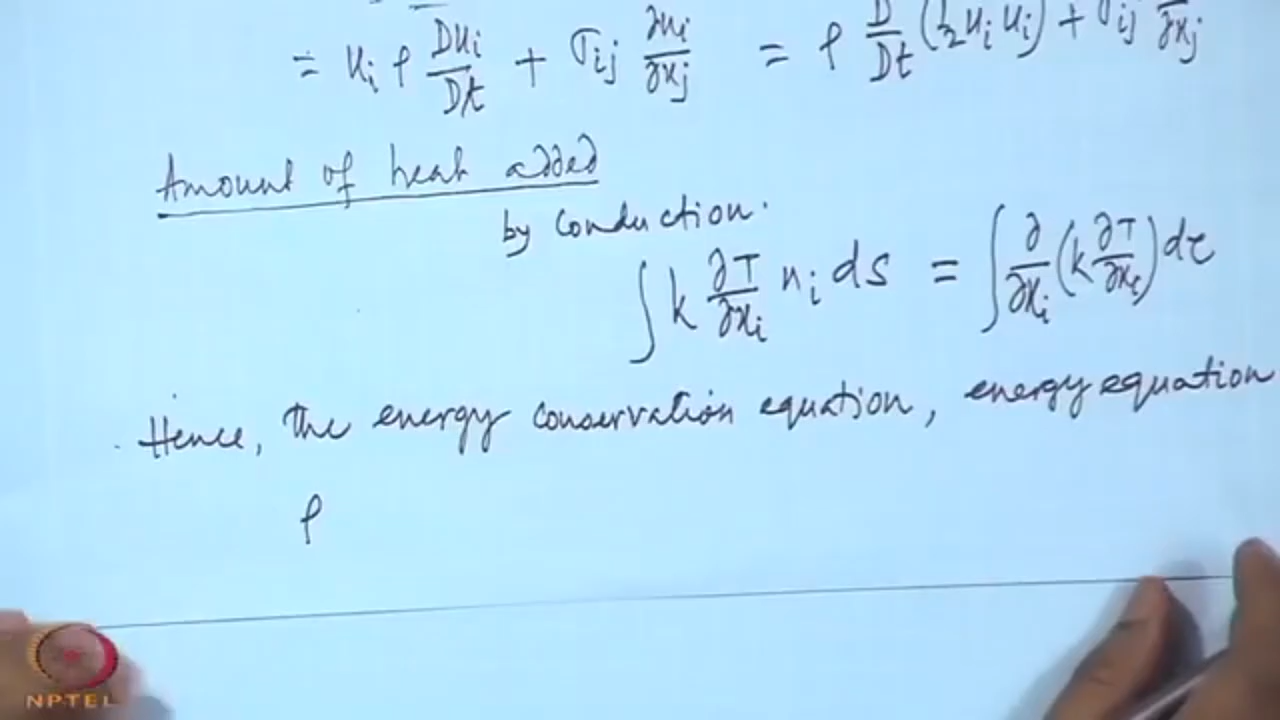 = u_i ρ Du_i/Dt + σ_ij ∂u_i/∂x_j = ρ D/Dt (½ u_i u_i) + σ_ij /∂x_j
Amount of heat added
by Conduction.
∫ k ∂T/∂x_i n_i ds = ∫ ∂/∂x_i (k ∂T/∂x_i) dτ
Hence, the energy conservation equation, energy equation
ρ
NPTEL